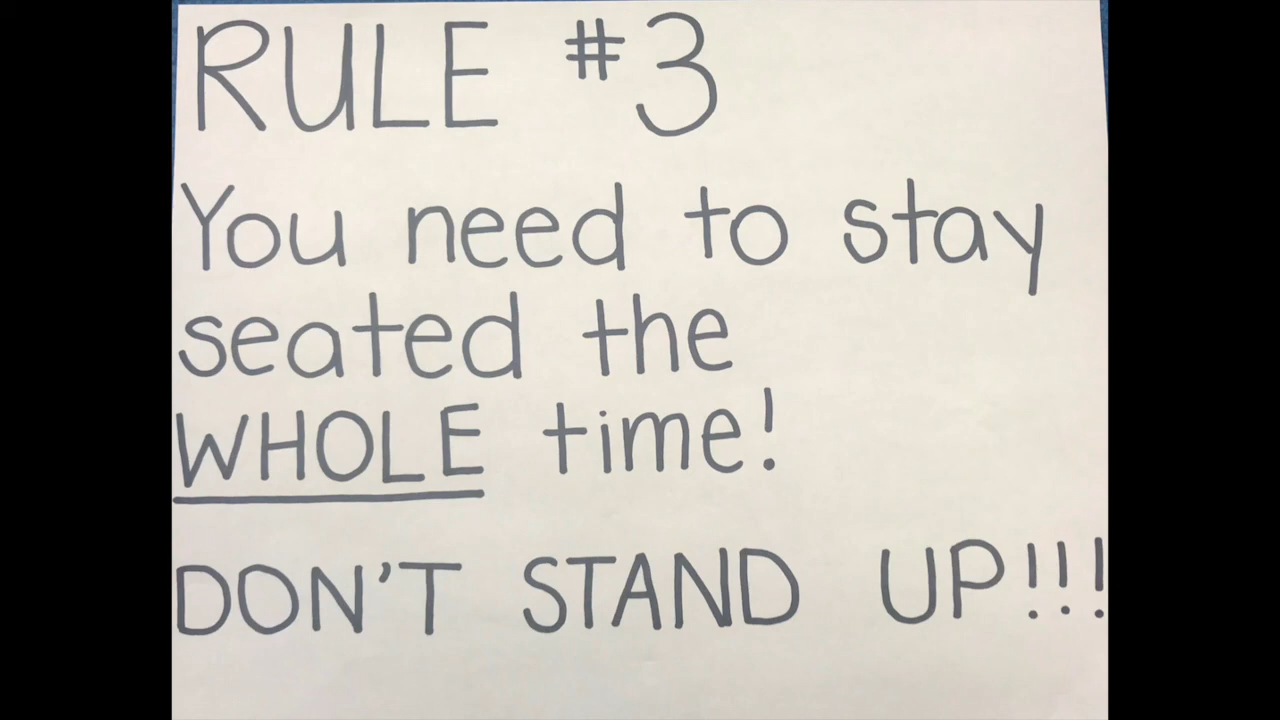 RULE #3
You need to stay
seated the
WHOLE time!
DON'T STAND UP!!!